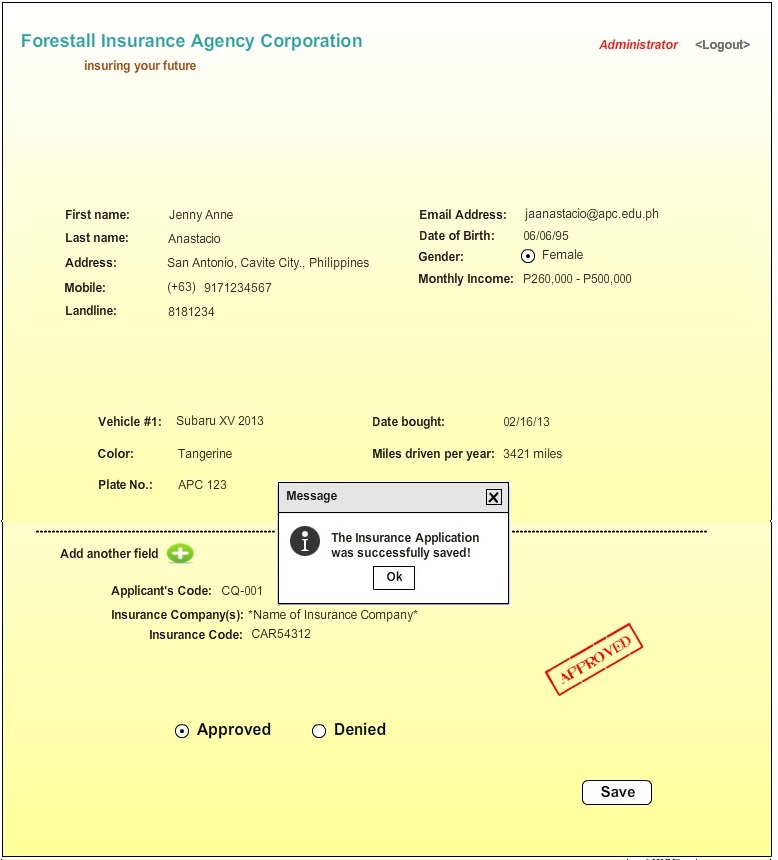 Forestall Insurance Agency Corporation
Administrator <Logout>
insuring your future
First name: Jenny Anne
Last name: Anastacio
Address: San Antonio, Cavite City., Philippines
Mobile: (+63) 9171234567
Landline: 8181234
Email Address: jaanastacio@apc.edu.ph
Date of Birth: 06/06/95
Gender: Female
Monthly Income: P260,000 - P500,000
Vehicle #1: Subaru XV 2013
Color: Tangerine
Plate No.: APC 123
Date bought: 02/16/13
Miles driven per year: 3421 miles
Message
The Insurance Application
was successfully saved!
Ok
Add another field
Applicant's Code: CQ-001
Insurance Company(s): *Name of Insurance Company*
Insurance Code: CAR54312
APPROVED
Approved Denied
Save